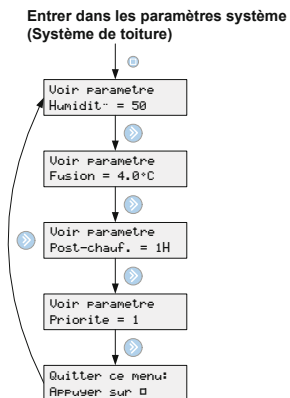 Entrer dans les paramètres système
(Système de toiture)
Voir parametre
Humidit¨ = 50
Voir parametre
Fusion = 4.0°C
Voir parametre
Post-chauf. = 1H
Voir parametre
Priorite = 1
Quitter ce menu:
Appuyer sur □